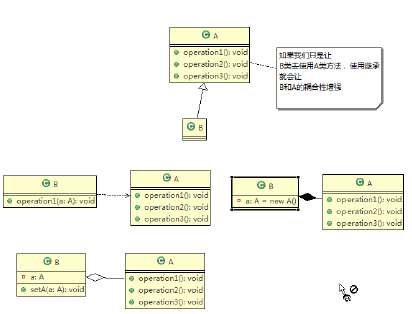 A
operation1(): void
operation2(): void
operation3(): void
如果我们只是让
B类去使用A类方法，使用继承
就会让
B和A的耦合性增强
B
B
operation1(a: A): void
A
operation1(): void
operation2(): void
operation3(): void
B
a: A = new A()
A
operation1(): void
operation2(): void
operation3(): void
B
a: A
setA(a: A): void
A
operation1(): void
operation2(): void
operation3(): void